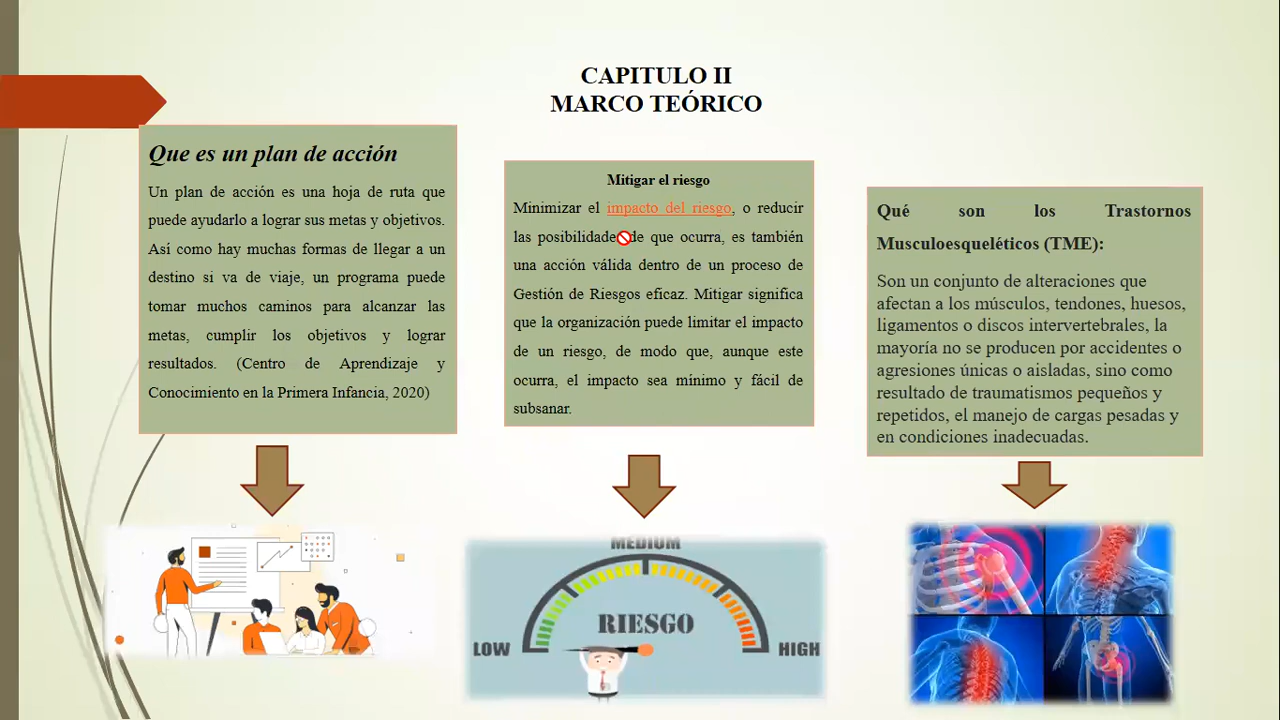 CAPITULO II
MARCO TEÓRICO
Que es un plan de acción
Un plan de acción es una hoja de ruta que
puede ayudarlo a lograr sus metas y objetivos.
Así como hay muchas formas de llegar a un
destino si va de viaje, un programa puede
tomar muchos caminos para alcanzar las
metas, cumplir los objetivos y lograr
resultados. (Centro de Aprendizaje y
Conocimiento en la Primera Infancia, 2020)
Mitigar el riesgo
Minimizar el impacto del riesgo, o reducir
las posibilidades de que ocurra, es también
una acción válida dentro de un proceso de
Gestión de Riesgos eficaz. Mitigar significa
que la organización puede limitar el impacto
de un riesgo, de modo que, aunque este
ocurra, el impacto sea mínimo y fácil de
subsanar.
Qué son los Trastornos
Musculoesqueléticos (TME):
Son un conjunto de alteraciones que
afectan a los músculos, tendones, huesos,
ligamentos o discos intervertebrales, la
mayoría no se producen por accidentes o
agresiones únicas o aisladas, sino como
resultado de traumatismos pequeños y
repetidos, el manejo de cargas pesadas y
en condiciones inadecuadas.
MEDIUM
RIESGO
LOW
HIGH